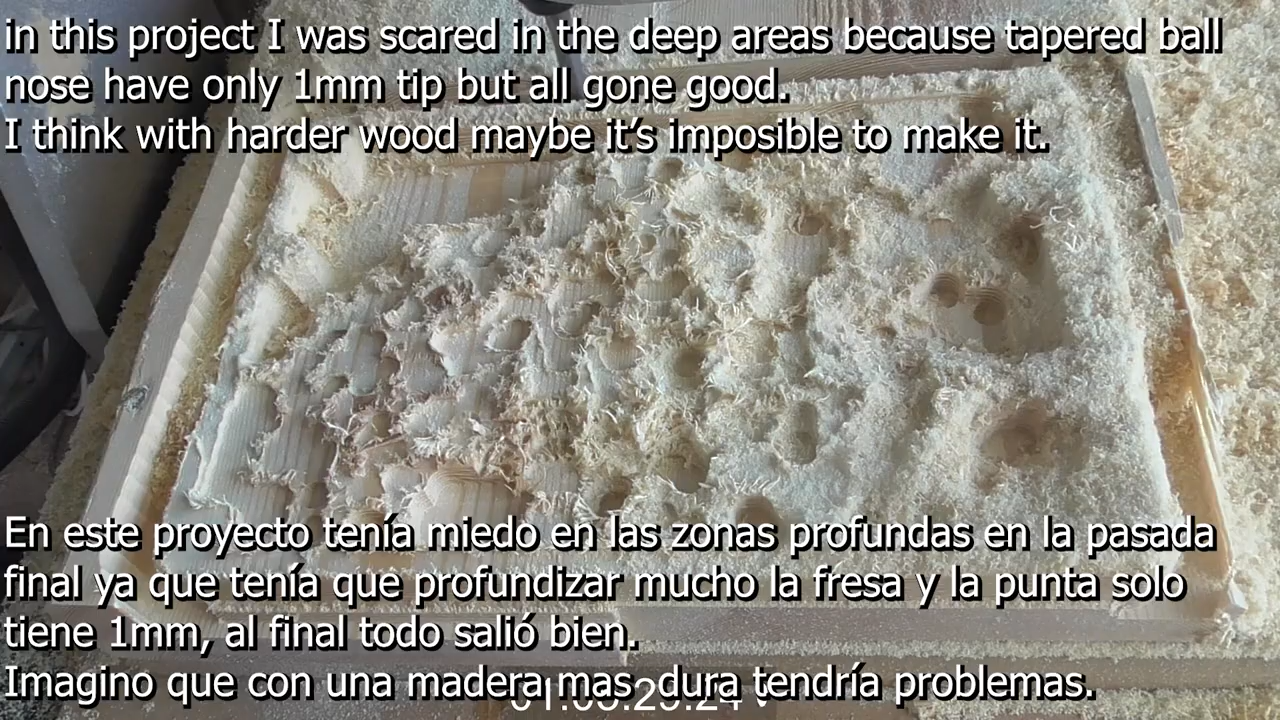 in this project I was scared in the deep areas because tapered ball
nose have only 1mm tip but all gone good.
I think with harder wood maybe it's imposible to make it.
En este proyecto tenía miedo en las zonas profundas en la pasada
final ya que tenía que profundizar mucho la fresa y la punta solo
tiene 1mm, al final todo salió bien.
Imagino que con una madera mas dura tendría problemas.